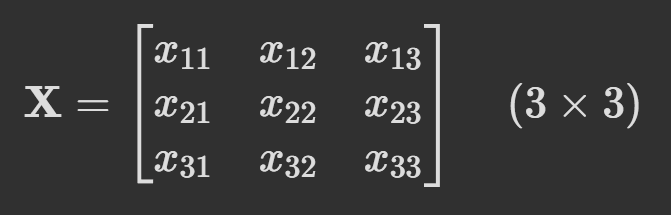 x₁₁ x₁₂ x₁₃
X = x₂₁ x₂₂ x₂₃ (3 × 3)
x₃₁ x₃₂ x₃₃